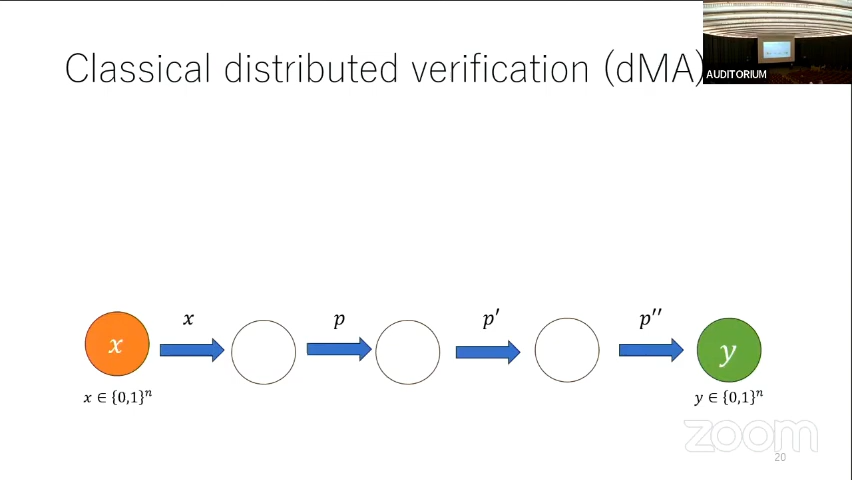 Classical distributed verification (dMA)
AUDITORIUM
x p p′ p′′
x y
x ∈ {0,1}ⁿ y ∈ {0,1}ⁿ
zoom
20